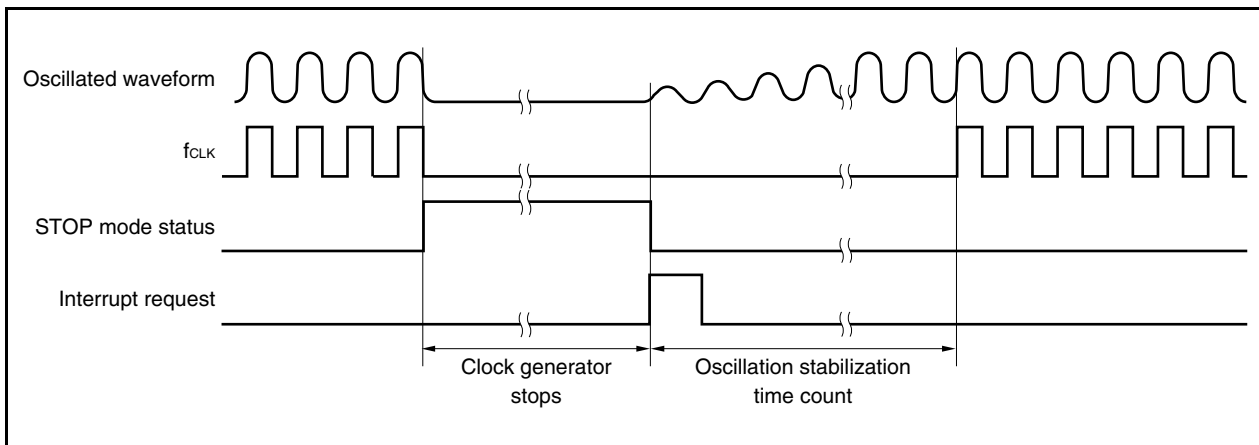 Oscillated waveform
fCLK
STOP mode status
Interrupt request
Clock generator
stops
Oscillation stabilization
time count